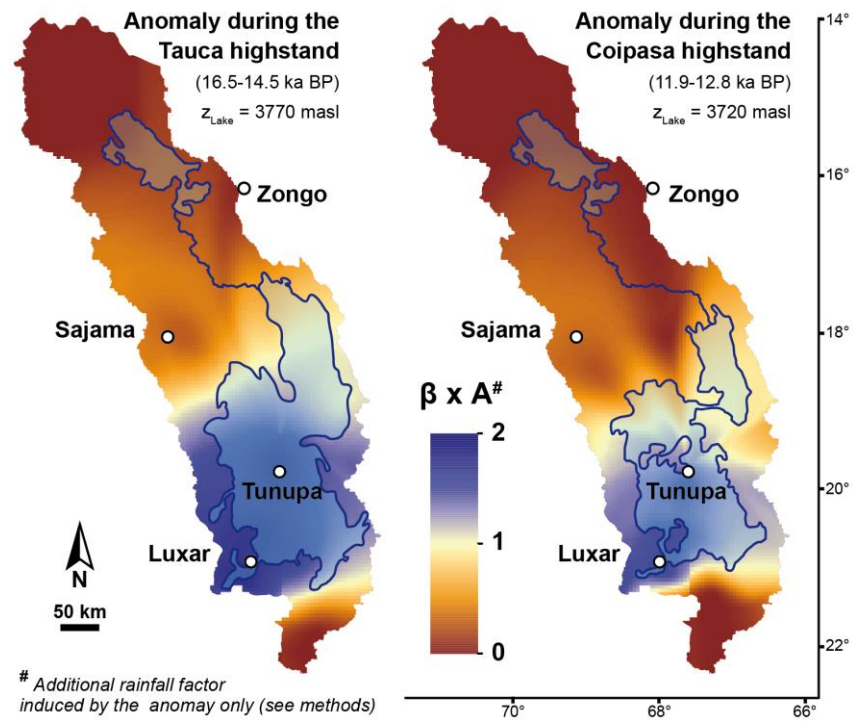 Anomaly during the
Tauca highstand
(16.5-14.5 ka BP)
z_Lake = 3770 masl
Zongo
Sajama
Tunupa
Luxar
N
50 km
# Additional rainfall factor
induced by the anomay only (see methods)
Anomaly during the
Coipasa highstand
(11.9-12.8 ka BP)
z_Lake = 3720 masl
Zongo
Sajama
Tunupa
Luxar
β x A#
2
1
0
14°
16°
18°
20°
22°
70°
68°
66°